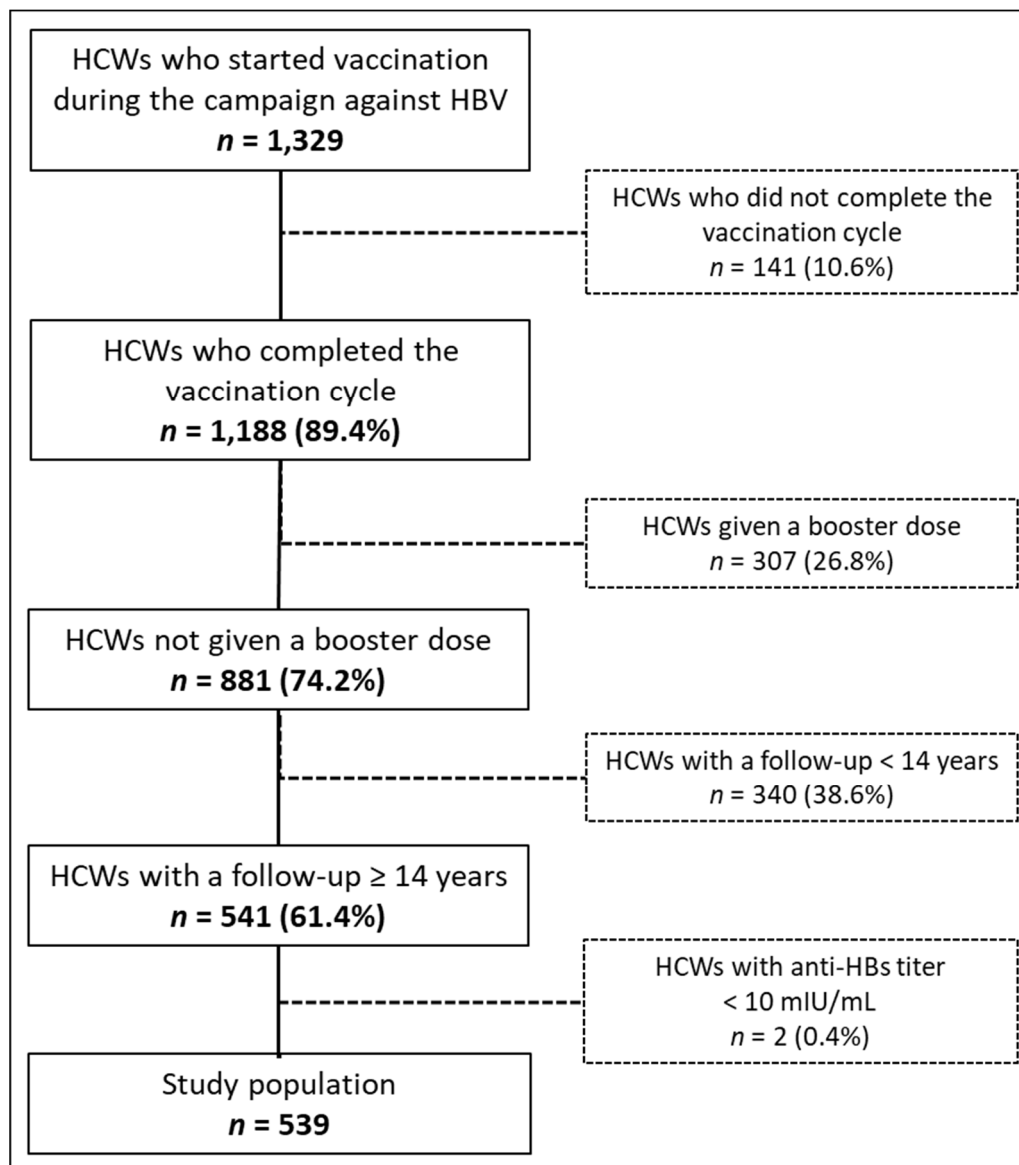 HCWs who started vaccination
during the campaign against HBV
n = 1,329
HCWs who did not complete the
vaccination cycle
n = 141 (10.6%)
HCWs who completed the
vaccination cycle
n = 1,188 (89.4%)
HCWs given a booster dose
n = 307 (26.8%)
HCWs not given a booster dose
n = 881 (74.2%)
HCWs with a follow-up < 14 years
n = 340 (38.6%)
HCWs with a follow-up ≥ 14 years
n = 541 (61.4%)
HCWs with anti-HBs titer
< 10 mIU/mL
n = 2 (0.4%)
Study population
n = 539